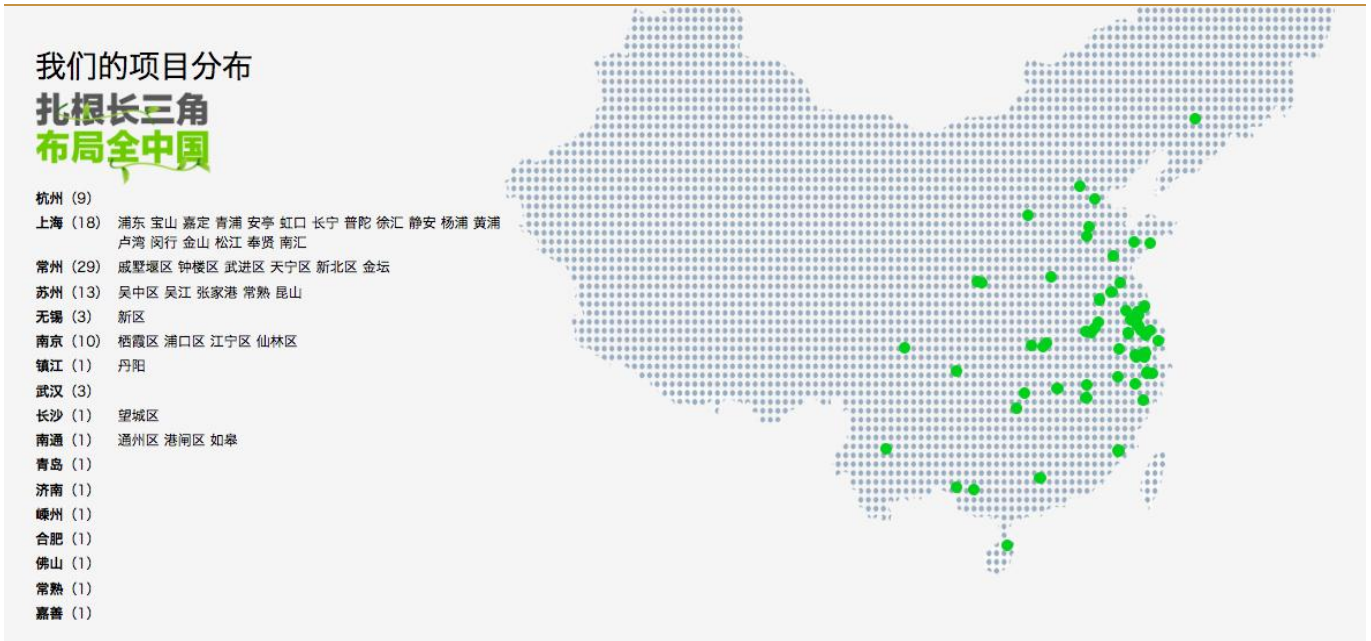 我们的项目分布
扎根长三角
布局全中国
杭州（9）
上海（18） 浦东 宝山 嘉定 青浦 安亭 虹口 长宁 普陀 徐汇 静安 杨浦 黄浦
卢湾 闵行 金山 松江 奉贤 南汇
常州（29） 戚墅堰区 钟楼区 武进区 天宁区 新北区 金坛
苏州（13） 吴中区 吴江 张家港 常熟 昆山
无锡（3） 新区
南京（10） 栖霞区 浦口区 江宁区 仙林区
镇江（1） 丹阳
武汉（3）
长沙（1） 望城区
南通（1） 通州区 港闸区 如皋
青岛（1）
济南（1）
嵊州（1）
合肥（1）
佛山（1）
常熟（1）
嘉善（1）